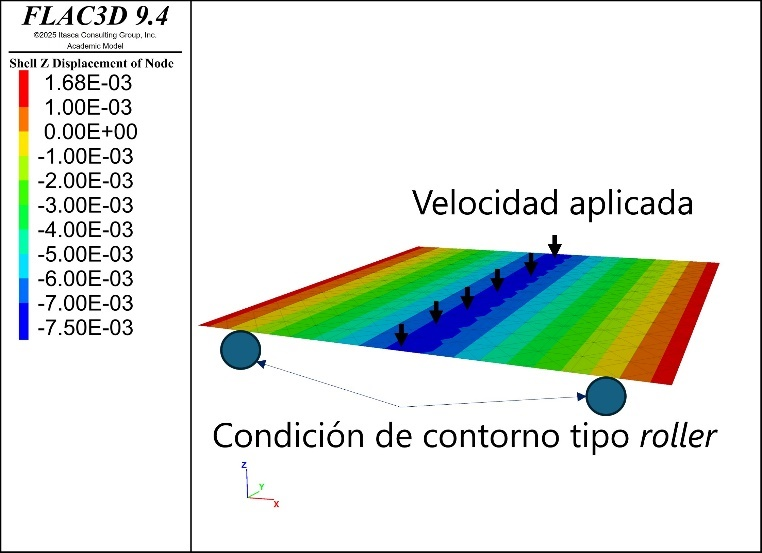 FLAC3D 9.4
©2025 Itasca Consulting Group, Inc.
Academic Model
Shell Z Displacement of Node
1.68E-03
1.00E-03
0.00E+00
-1.00E-03
-2.00E-03
-3.00E-03
-4.00E-03
-5.00E-03
-6.00E-03
-7.00E-03
-7.50E-03
Velocidad aplicada
Condición de contorno tipo roller
Z
Y
X